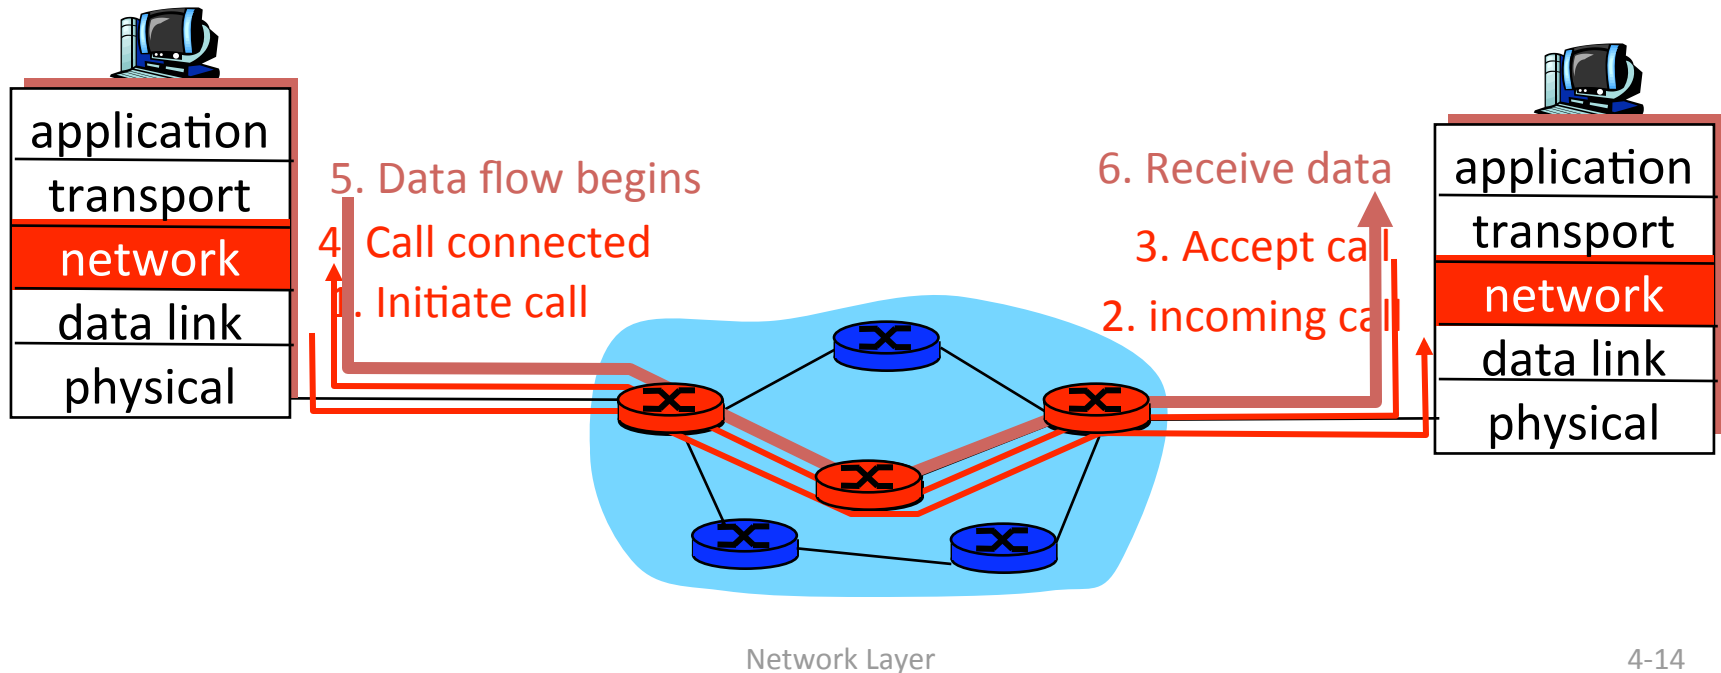 application
transport
network
data link
physical
5. Data flow begins
4. Call connected
1. Initiate call
6. Receive data
3. Accept call
2. incoming call
application
transport
network
data link
physical
Network Layer
4-14